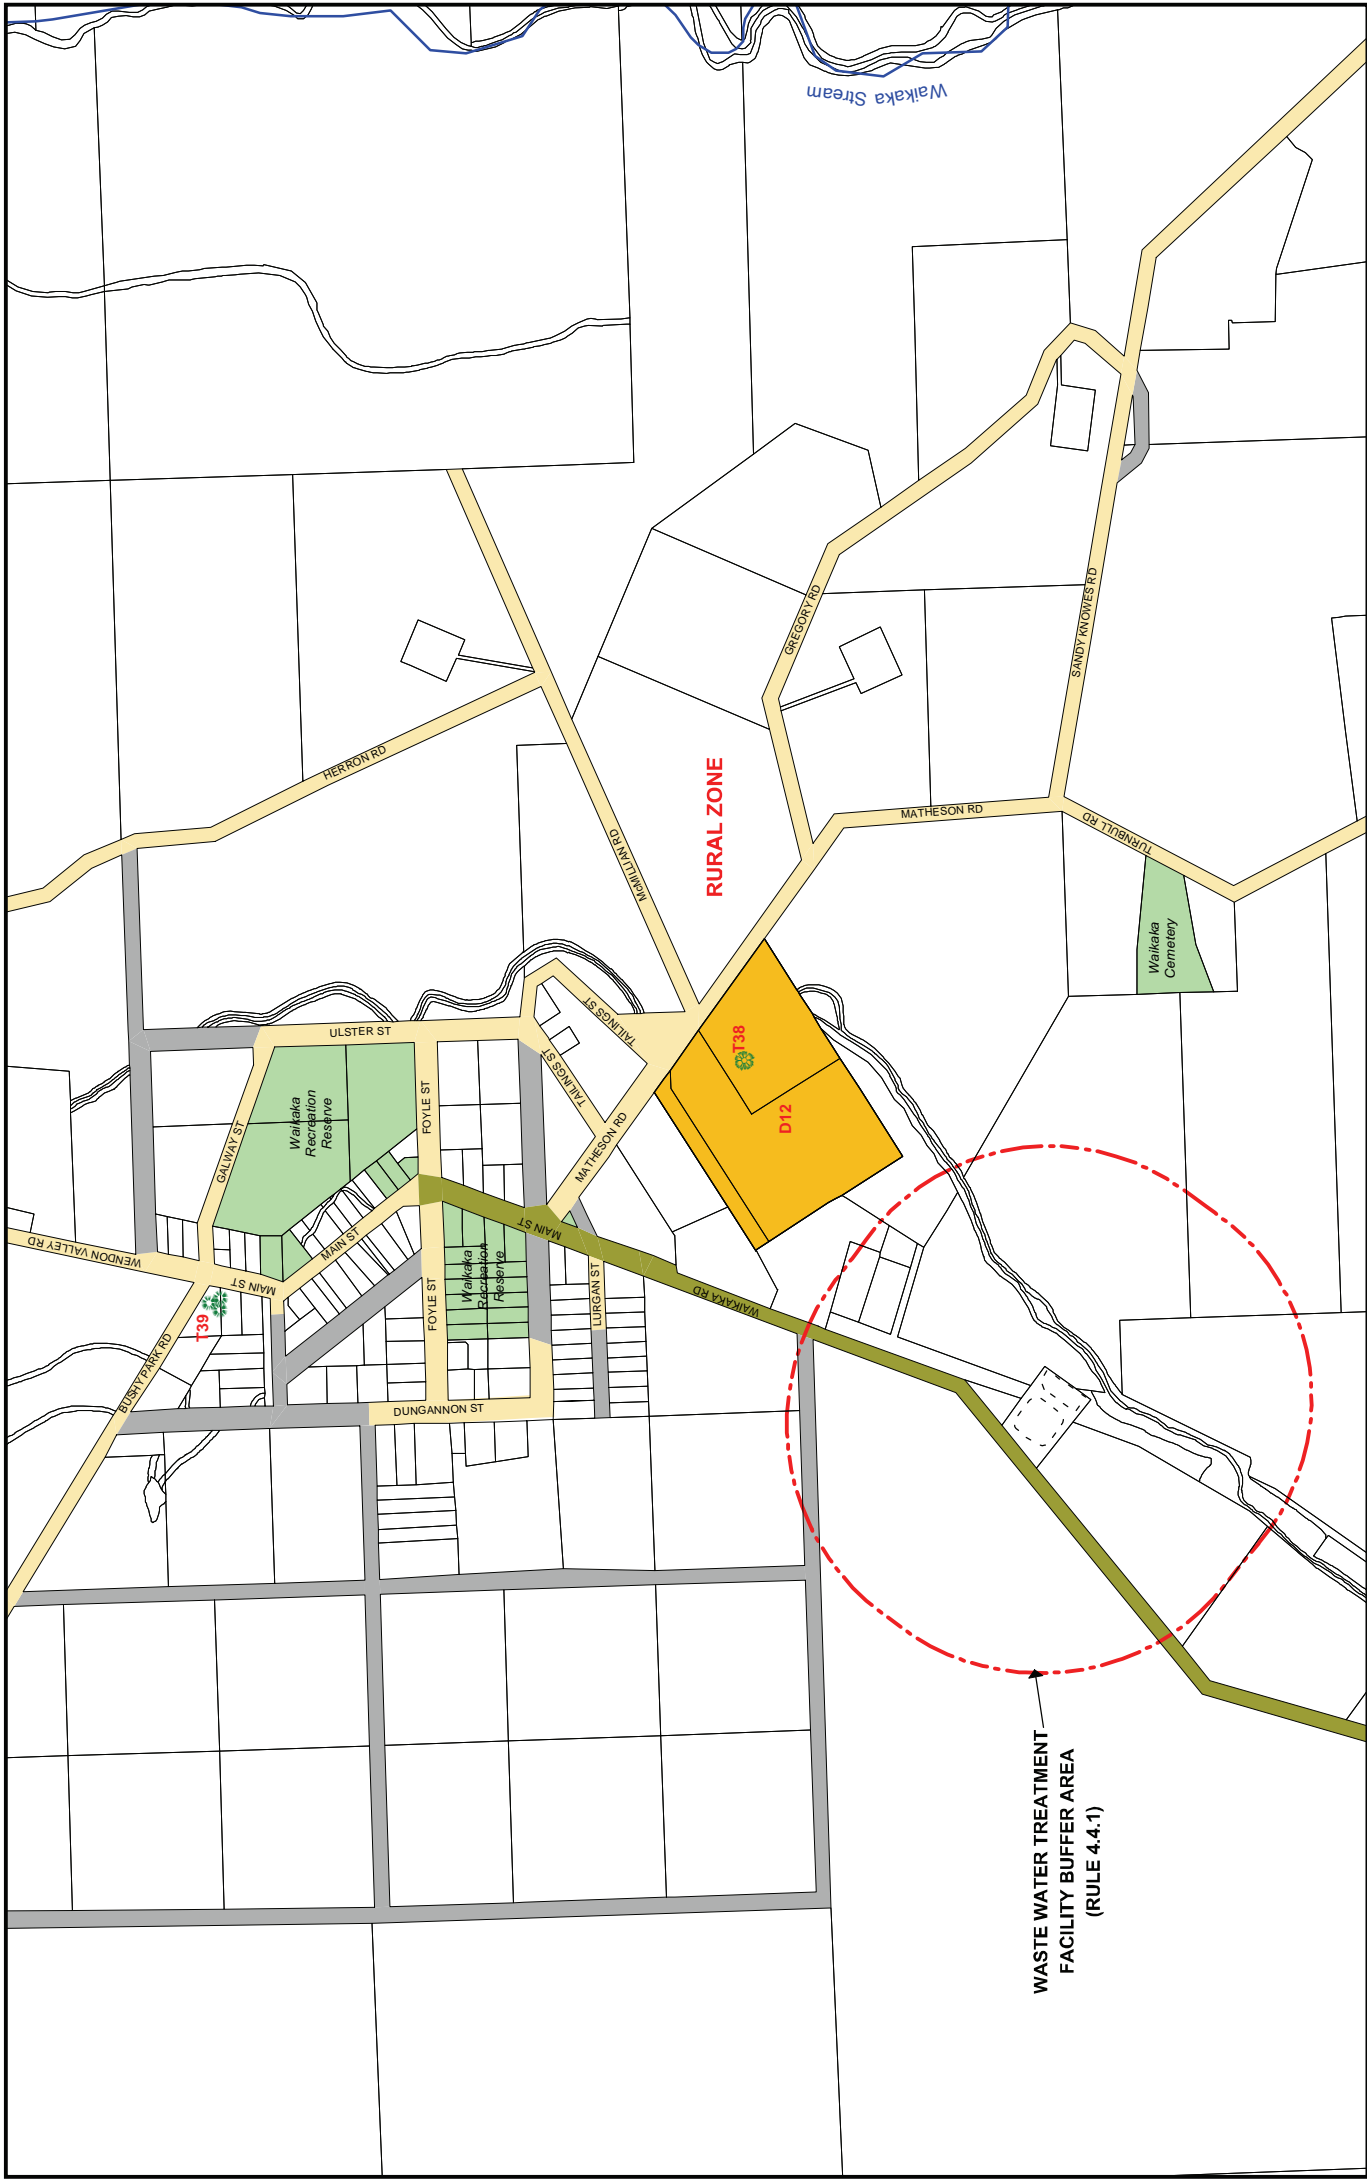 Waikaka Stream
HERRON RD
McMILLIAN RD
GREGORY RD
SANDY KNOWES RD
RURAL ZONE
MATHESON RD
TURNBULL RD
Waikaka
Cemetery
ULSTER ST
TAILINGS ST
TAILINGS ST
T38
D12
GALWAY ST
Waikaka
Recreation
Reserve
FOYLE ST
MATHESON RD
WENDON VALLEY RD
MAIN ST
MAIN ST
MAIN ST
T39
FOYLE ST
Waikaka
Recreation
Reserve
LURGAN ST
WAIKAKA RD
BUSHY PARK RD
DUNGANNON ST
WASTE WATER TREATMENT
FACILITY BUFFER AREA
(RULE 4.4.1)